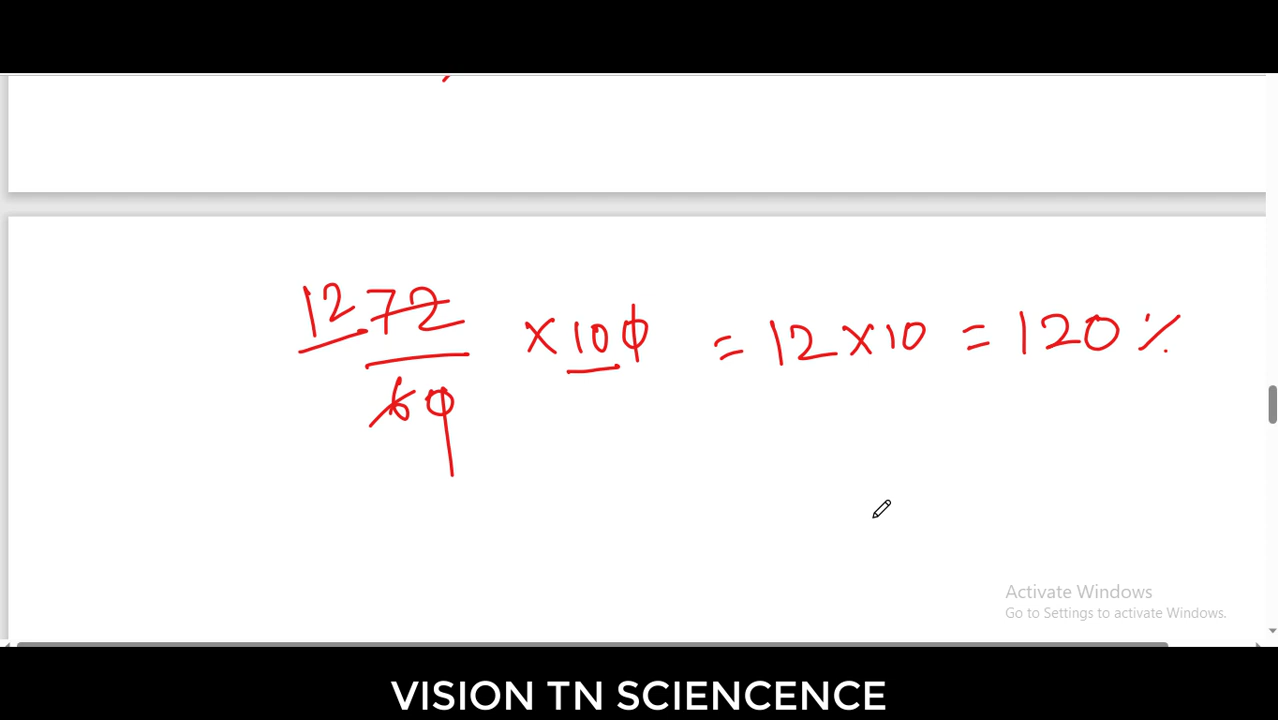 12 72 × 100 = 12 × 10 = 120 %
60
Activate Windows
Go to Settings to activate Windows.
VISION TN SCIENCENCE